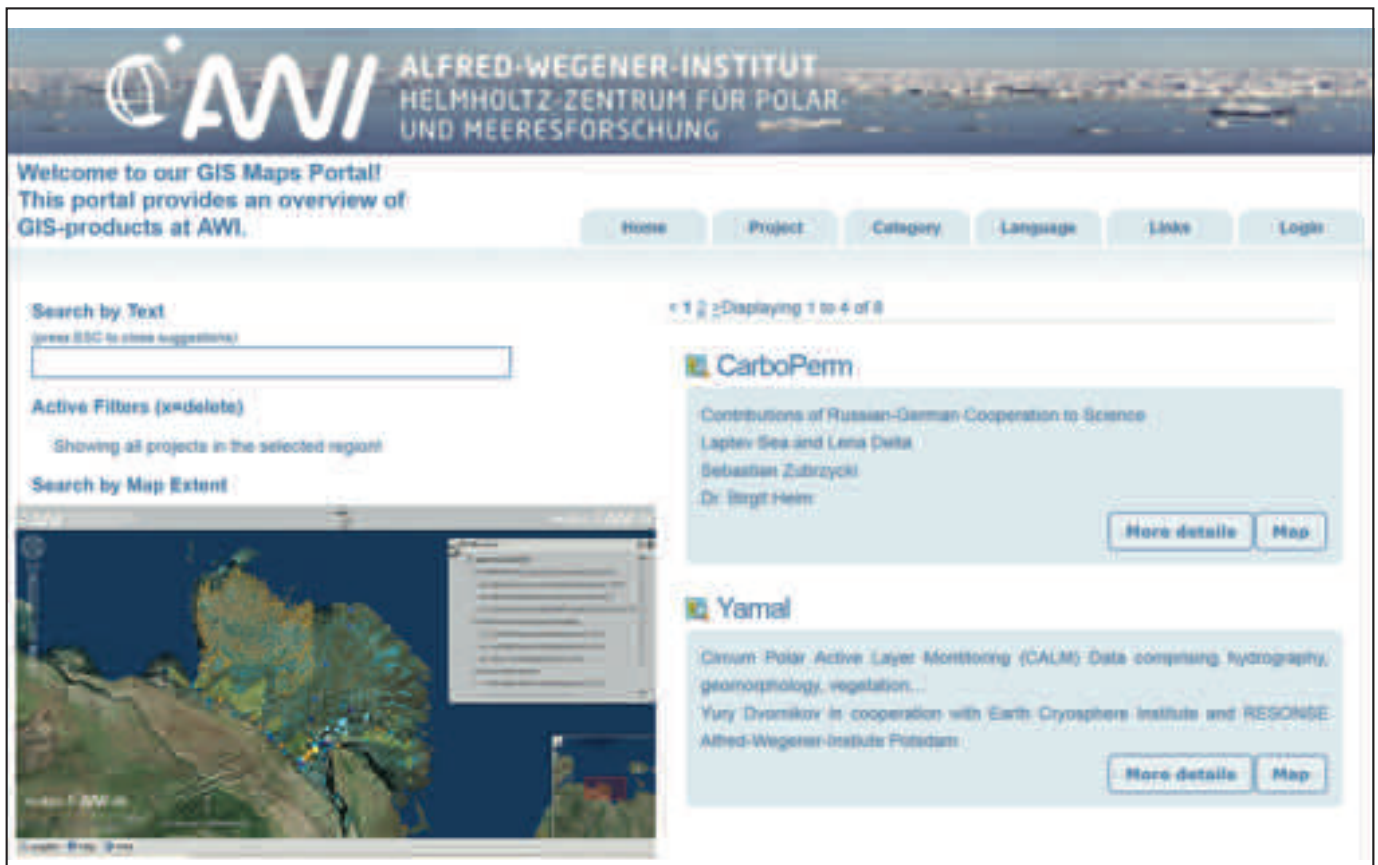 AWI
ALFRED-WEGENER-INSTITUT
HELMHOLTZ-ZENTRUM FÜR POLAR-
UND MEERESFORSCHUNG
Welcome to our GIS Maps Portal!
This portal provides an overview of
GIS-products at AWI.
Home Project Category Language Links Login
Search by Text
(press ESC to close suggestions)
Active Filters (x=delete)
Showing all projects in the selected region!
Search by Map Extent
< 1 2 >Displaying 1 to 4 of 8
CarboPerm
Contributions of Russian-German Cooperation to Science
Laptev Sea and Lena Delta
Sebastian Zubrzycki
Dr. Birgit Heim
More details Map
Yamal
Circum Polar Active Layer Montitoring (CALM) Data comprising hydrography,
geomorphology, vegetation...
Yury Dvornikov in cooperation with Earth Cryosphere Institute and RESONSE
Alfred-Wegener-Institute Potsdam
More details Map